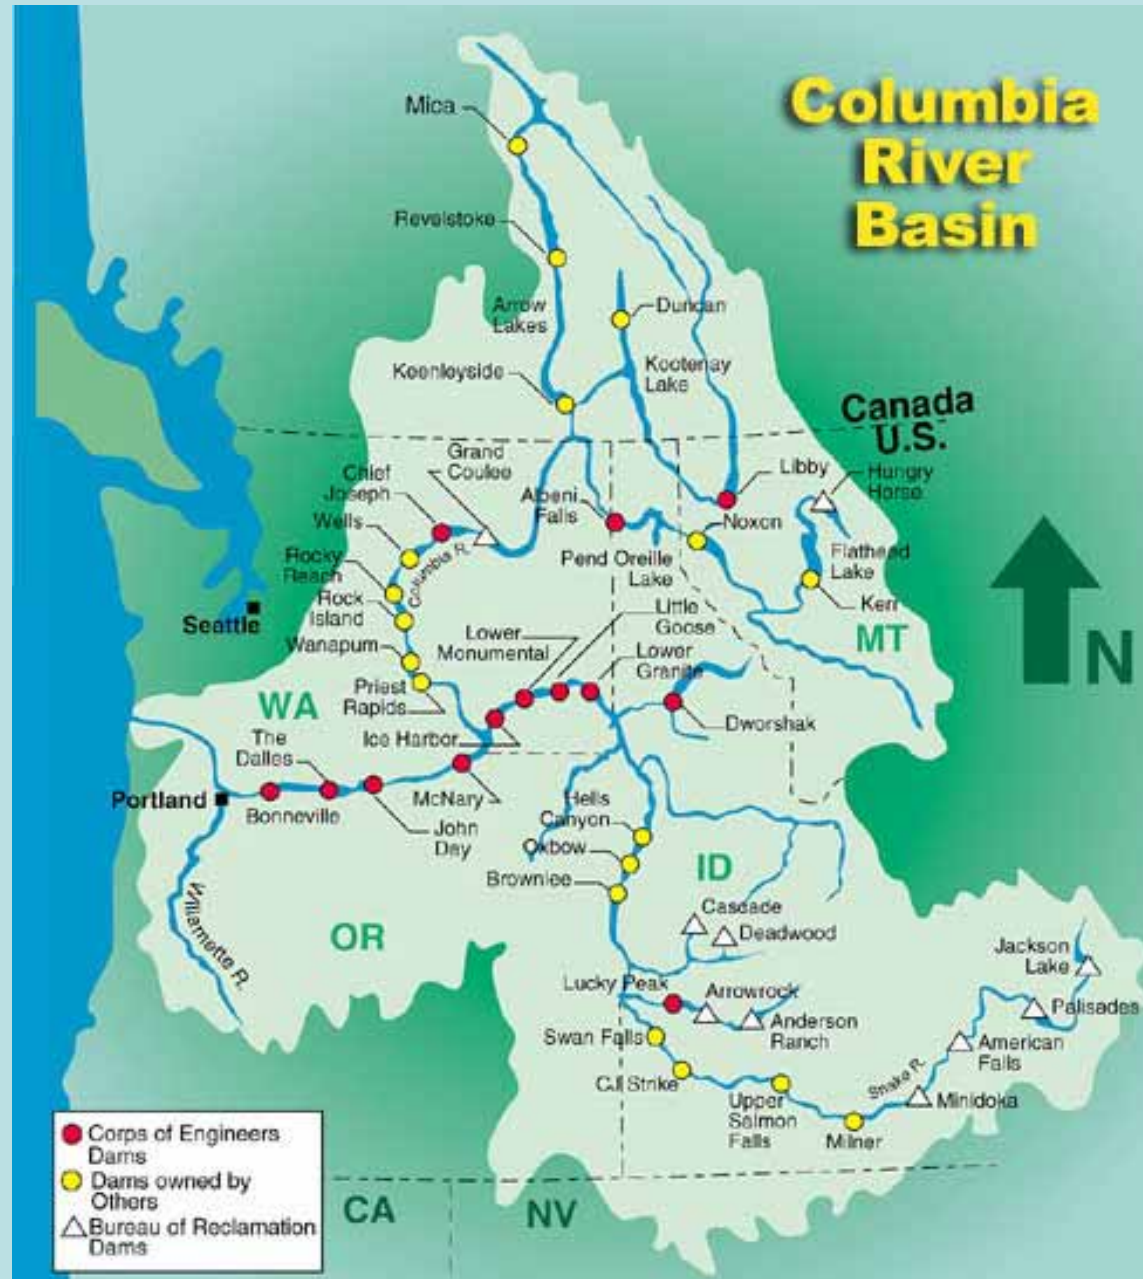 Columbia
River
Basin
Mica
Revelstoke
Arrow
Lakes
Duncan
Keenleyside
Kootenay
Lake
Canada
U.S.
Grand
Coulee
Chief
Joseph
Albeni
Falls
Libby
Hungry
Horse
Wells
Noxon
Columbia R.
Rocky
Reach
Pend Oreille
Lake
Flathead
Lake
Rock
Island
Kerr
Seattle
Little
Goose
Wanapum
Lower
Monumental
Lower
Granite
MT
N
WA
Priest
Rapids
Ice Harbor
Dworshak
The
Dalles
Portland
Bonneville
McNary
John
Day
Hells
Canyon
Oxbow
Brownlee
ID
Willamette R.
OR
Cascade
Deadwood
Jackson
Lake
Lucky Peak
Arrowrock
Palisades
Anderson
Ranch
Swan Falls
American
Falls
CJ Strike
Snake R.
Upper
Salmon
Falls
Minidoka
Milner
Corps of Engineers
Dams
Dams owned by
Others
Bureau of Reclamation
Dams
CA
NV